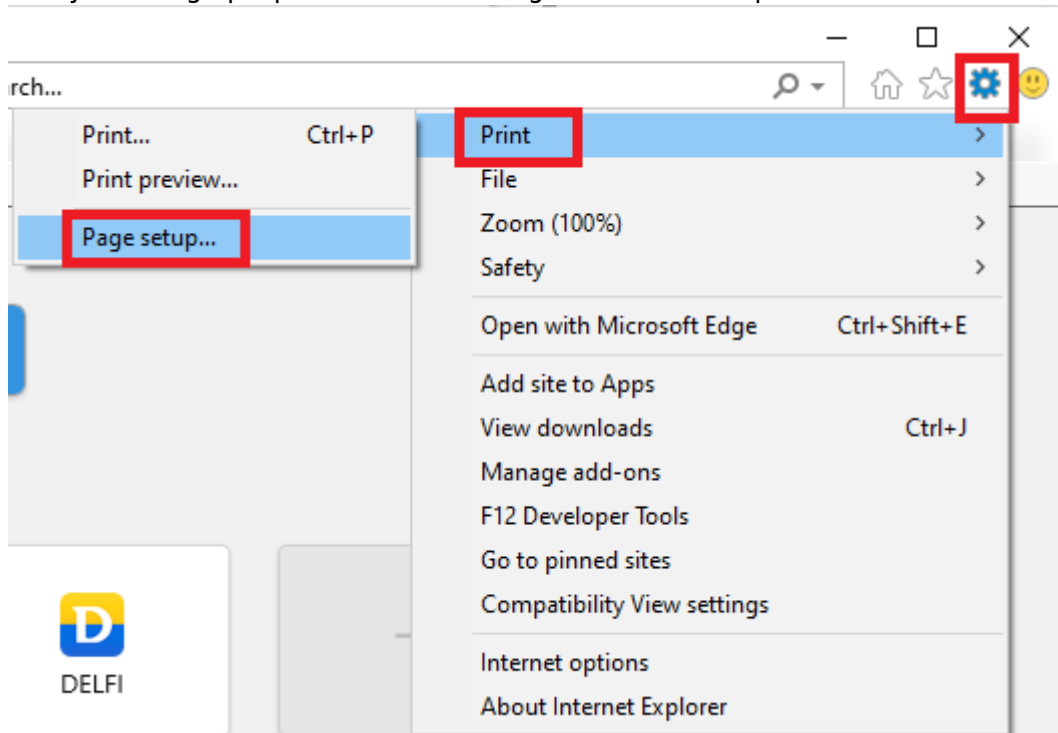 rch...
Print... Ctrl+P
Print preview...
Page setup...
Print
File
Zoom (100%)
Safety
Open with Microsoft Edge Ctrl+Shift+E
Add site to Apps
View downloads Ctrl+J
Manage add-ons
F12 Developer Tools
Go to pinned sites
Compatibility View settings
Internet options
About Internet Explorer
D
DELFI